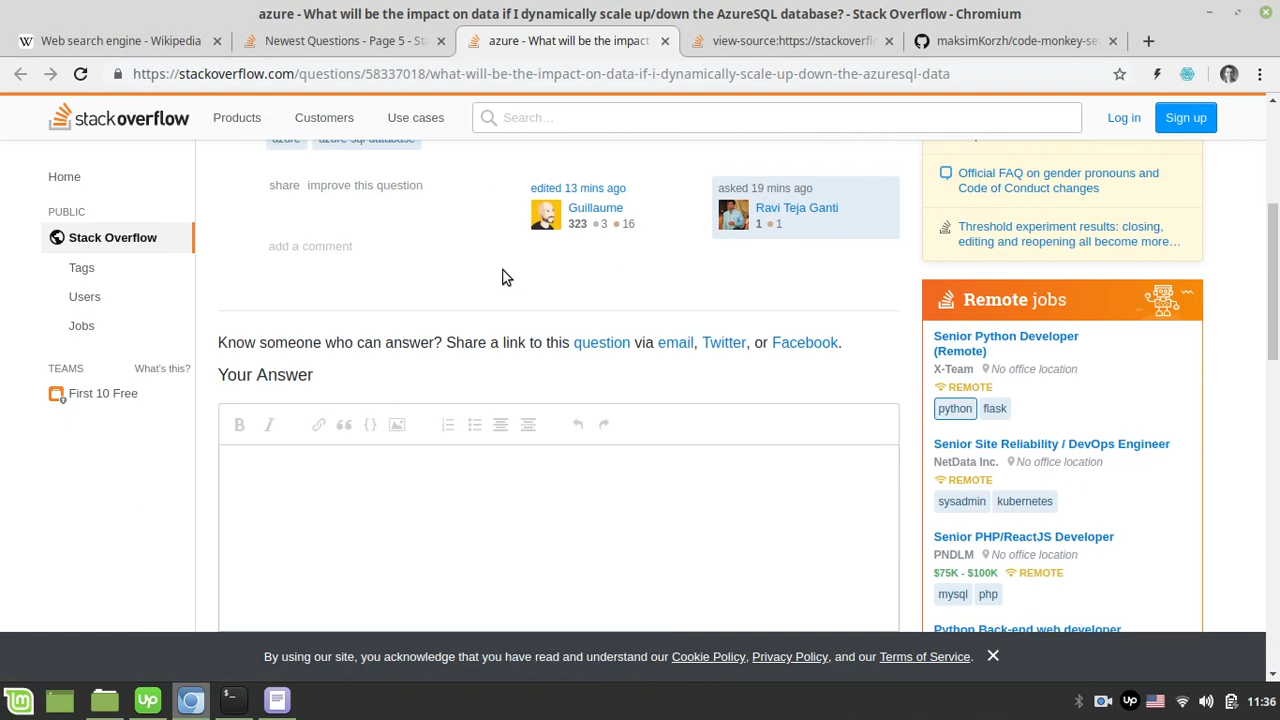 azure - What will be the impact on data if I dynamically scale up/down the AzureSQL database? - Stack Overflow - Chromium
W Web search engine - Wikipedia
Newest Questions - Page 5 - Sta
azure - What will be the impact
view-source:https://stackoverfl
maksimKorzh/code-monkey-se
https://stackoverflow.com/questions/58337018/what-will-be-the-impact-on-data-if-i-dynamically-scale-up-down-the-azuresql-data
stackoverflow
Products
Customers
Use cases
Search…
Log in
Sign up
Home
PUBLIC
Stack Overflow
Tags
Users
Jobs
TEAMS
What's this?
First 10 Free
azure
azure-sql-database
share improve this question
edited 13 mins ago
Guillaume
323 3 16
asked 19 mins ago
Ravi Teja Ganti
1 1
add a comment
Know someone who can answer? Share a link to this question via email, Twitter, or Facebook.
Your Answer
B I
Official FAQ on gender pronouns and
Code of Conduct changes
Threshold experiment results: closing,
editing and reopening all become more…
Remote jobs
Senior Python Developer
(Remote)
X-Team No office location
REMOTE
python flask
Senior Site Reliability / DevOps Engineer
NetData Inc. No office location
REMOTE
sysadmin kubernetes
Senior PHP/ReactJS Developer
PNDLM No office location
$75K - $100K REMOTE
mysql php
Python Back-end web developer
By using our site, you acknowledge that you have read and understand our Cookie Policy, Privacy Policy, and our Terms of Service.
Up
Up
11:36